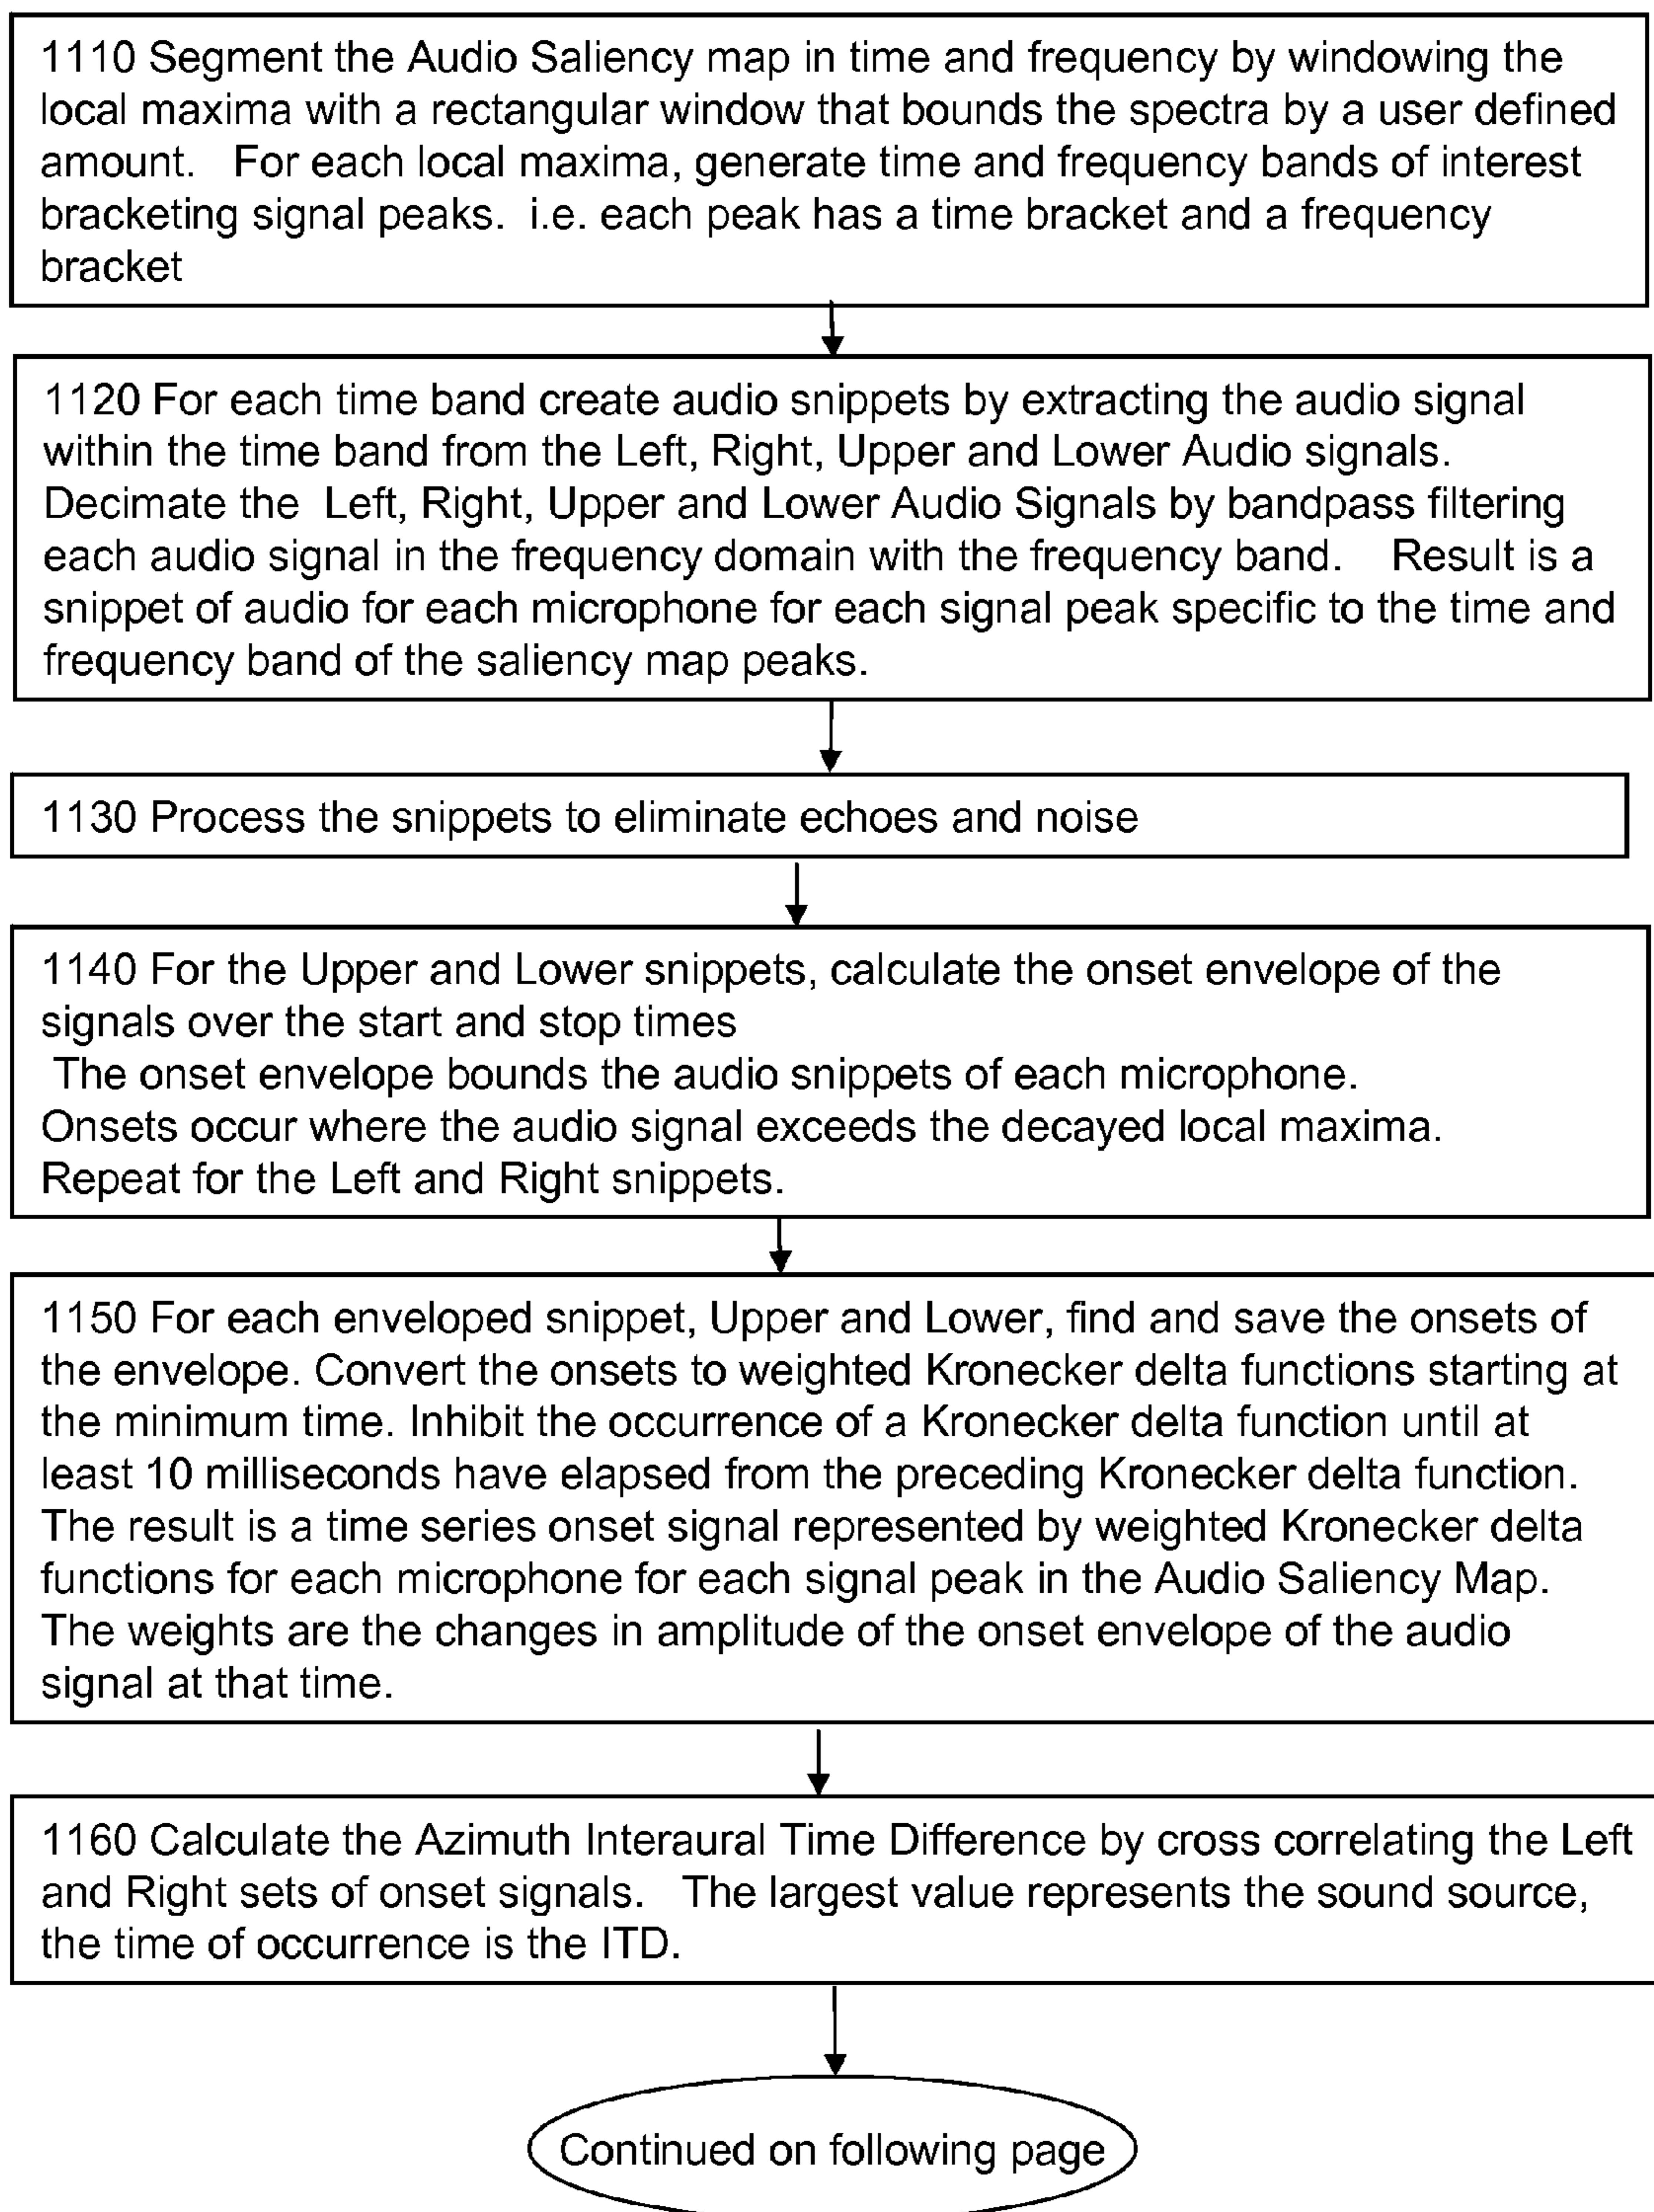 1110 Segment the Audio Saliency map in time and frequency by windowing the
local maxima with a rectangular window that bounds the spectra by a user defined
amount.   For each local maxima, generate time and frequency bands of interest
bracketing signal peaks.  i.e. each peak has a time bracket and a frequency
bracket
1120 For each time band create audio snippets by extracting the audio signal
within the time band from the Left, Right, Upper and Lower Audio signals.
Decimate the  Left, Right, Upper and Lower Audio Signals by bandpass filtering
each audio signal in the frequency domain with the frequency band.   Result is a
snippet of audio for each microphone for each signal peak specific to the time and
frequency band of the saliency map peaks.
1130 Process the snippets to eliminate echoes and noise
1140 For the Upper and Lower snippets, calculate the onset envelope of the
signals over the start and stop times
The onset envelope bounds the audio snippets of each microphone.
Onsets occur where the audio signal exceeds the decayed local maxima.
Repeat for the Left and Right snippets.
1150 For each enveloped snippet, Upper and Lower, find and save the onsets of
the envelope. Convert the onsets to weighted Kronecker delta functions starting at
the minimum time. Inhibit the occurrence of a Kronecker delta function until at
least 10 milliseconds have elapsed from the preceding Kronecker delta function.
The result is a time series onset signal represented by weighted Kronecker delta
functions for each microphone for each signal peak in the Audio Saliency Map.
The weights are the changes in amplitude of the onset envelope of the audio
signal at that time.
1160 Calculate the Azimuth Interaural Time Difference by cross correlating the Left
and Right sets of onset signals.   The largest value represents the sound source,
the time of occurrence is the ITD.
Continued on following page